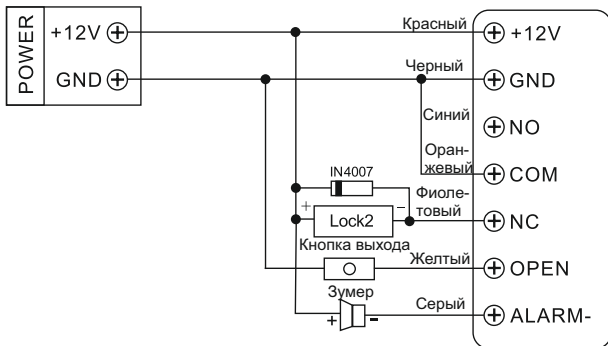 POWER
+12V
GND
Красный
+12V
Черный
GND
Синий
NO
Оран-
жевый
COM
IN4007
Фиоле-
товый
+
Lock2
−
NC
Кнопка выхода
Желтый
OPEN
Зумер
Серый
+
-
ALARM-